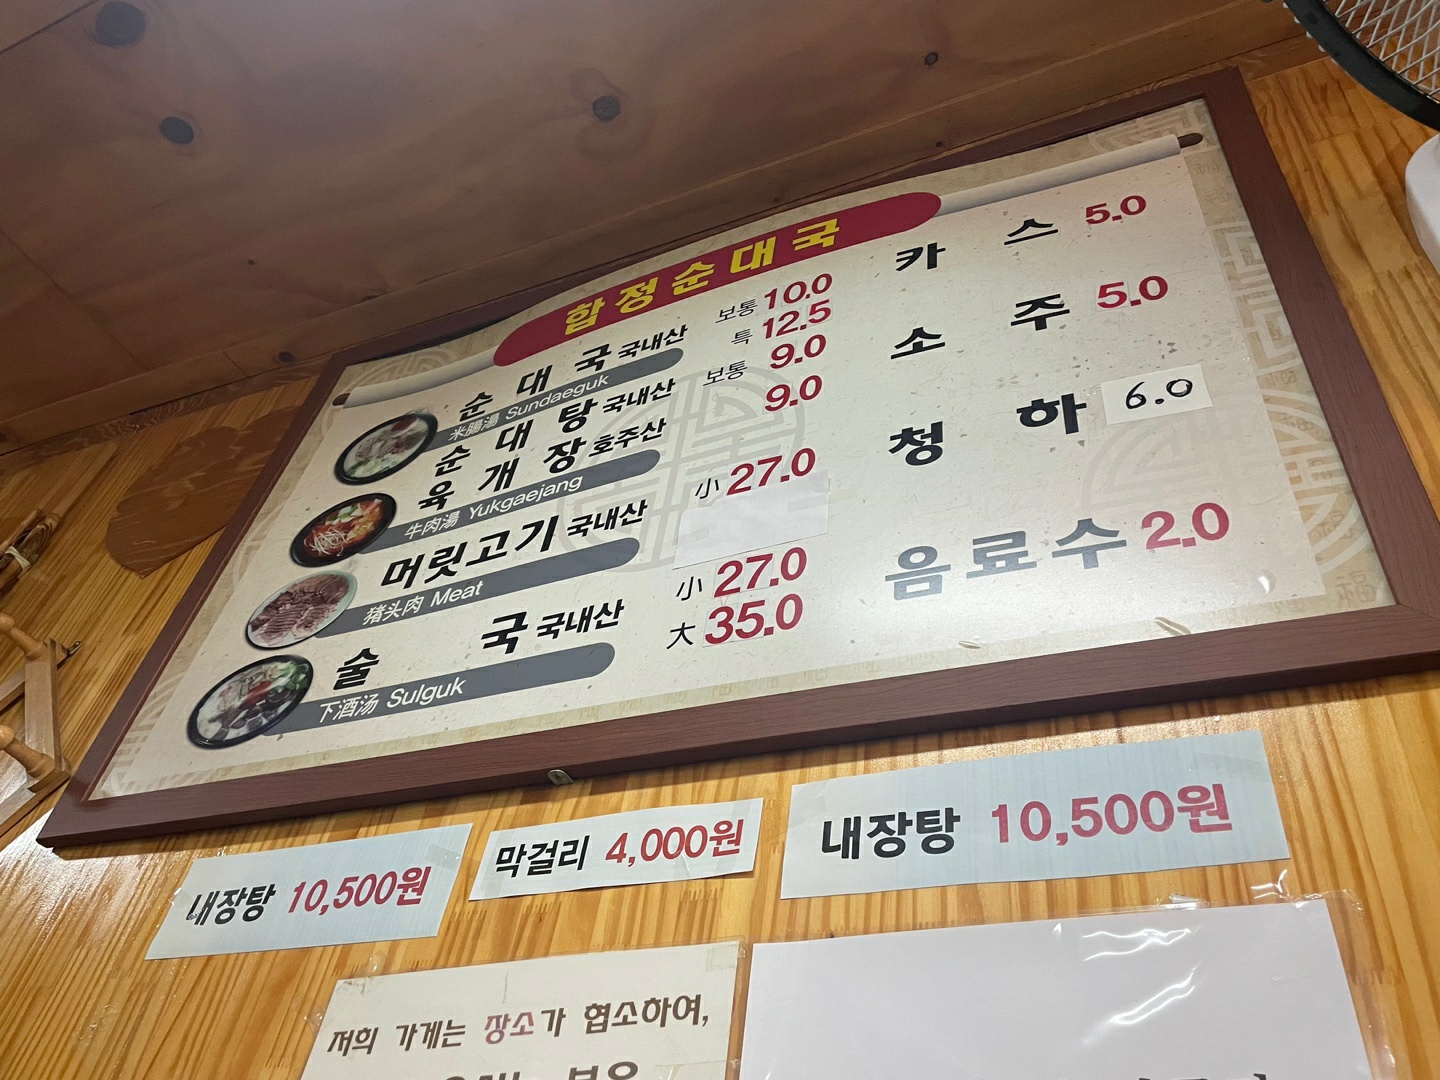 합정순대국
순대국 국내산 보통 10.0
특 12.5
米腸湯 Sundaeguk
순대탕 국내산 보통 9.0
육개장 호주산 9.0
牛肉湯 Yukgaejang
머릿고기 국내산 小 27.0
猪头肉 Meat
술국 국내산 小 27.0
大 35.0
下酒汤 Sulguk
카스 5.0
소주 5.0
청하 6.0
음료수 2.0
내장탕 10,500원
막걸리 4,000원
내장탕 10,500원
저희 가게는 장소가 협소하여,